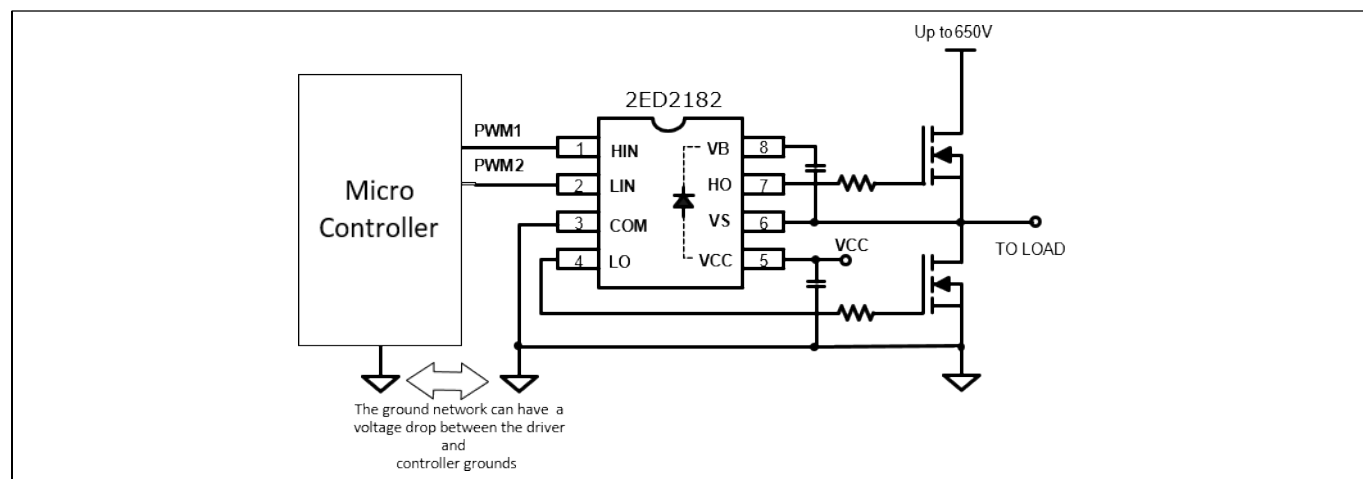 Up to 650V
2ED2182
PWM1
PWM2
Micro
Controller
1 HIN VB 8
2 LIN HO 7
3 COM VS 6
4 LO VCC 5
VCC
TO LOAD
The ground network can have a
voltage drop between the driver
and
controller grounds